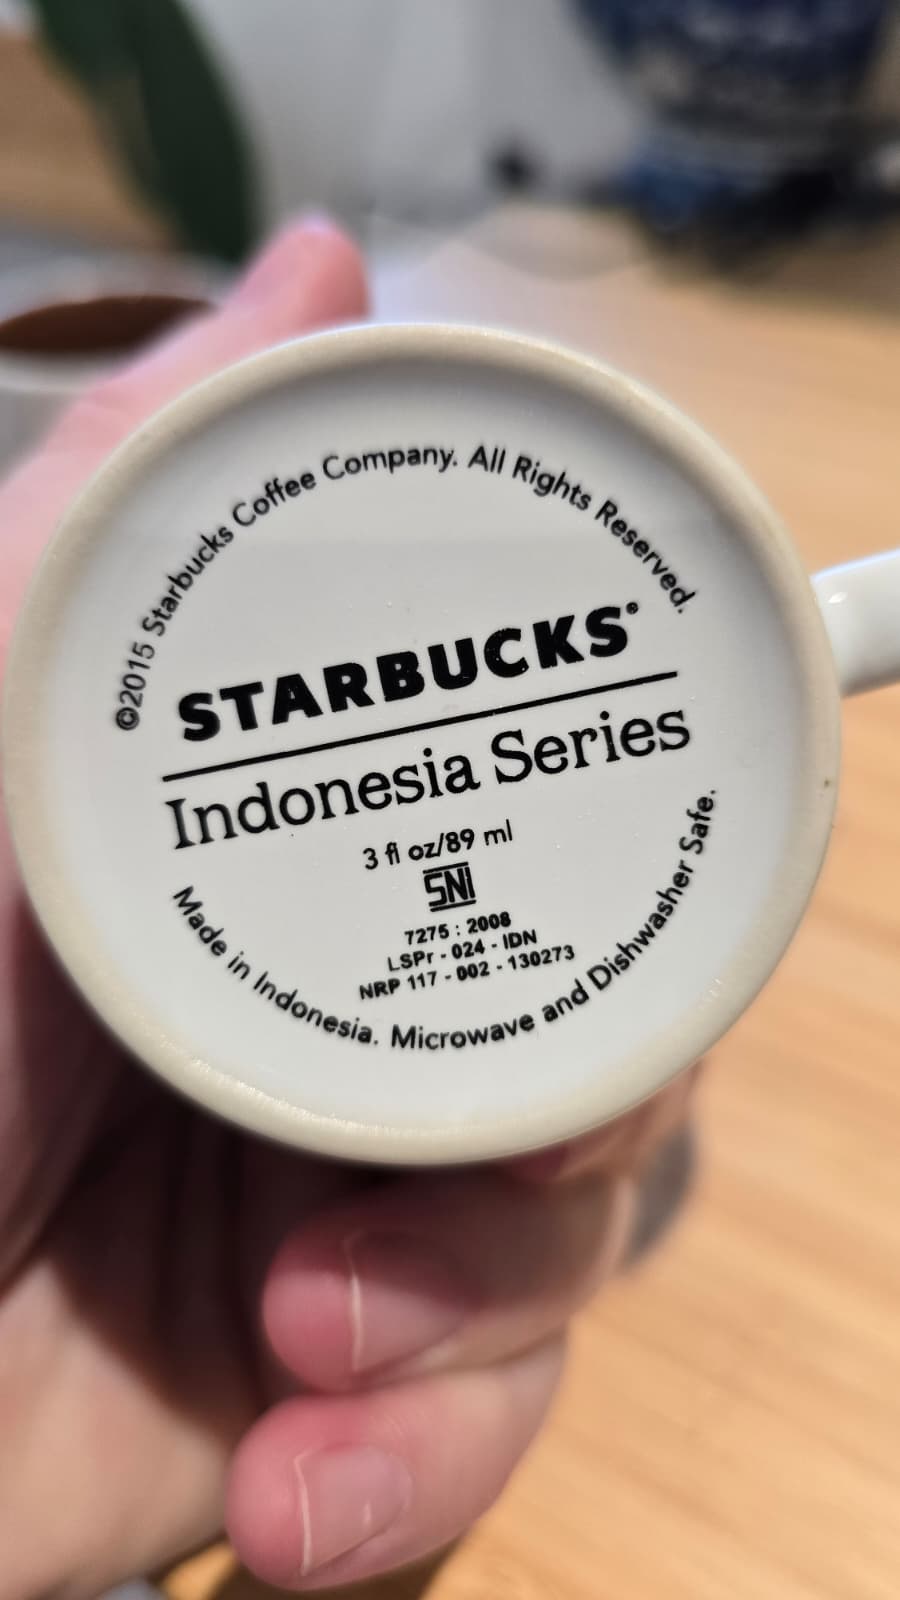 ©2015 Starbucks Coffee Company. All Rights Reserved.
STARBUCKS®
Indonesia Series
3 fl oz/89 ml
SNI
7275 : 2008
LSPr - 024 - IDN
NRP 117 - 002 - 130273
Made in Indonesia. Microwave and Dishwasher Safe.